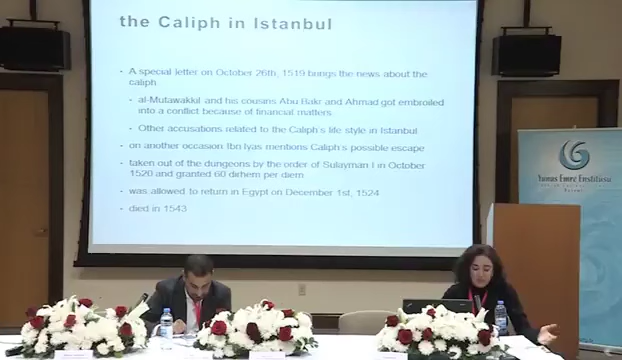 the Caliph in Istanbul
A special letter on October 26th, 1519 brings the news about the
caliph
al-Mutawakkil and his cousins Abu Bakr and Ahmad got embroiled
into a conflict because of financial matters
Other accusations related to the Caliph's life style in Istanbul
on another occasion Ibn Iyas mentions Caliph's possible escape
taken out of the dungeons by the order of Sulayman I in October
1520 and granted 60 dirhem per diem
was allowed to return in Egypt on December 1st, 1524
died in 1543
Yunus Emre Enstitüsü